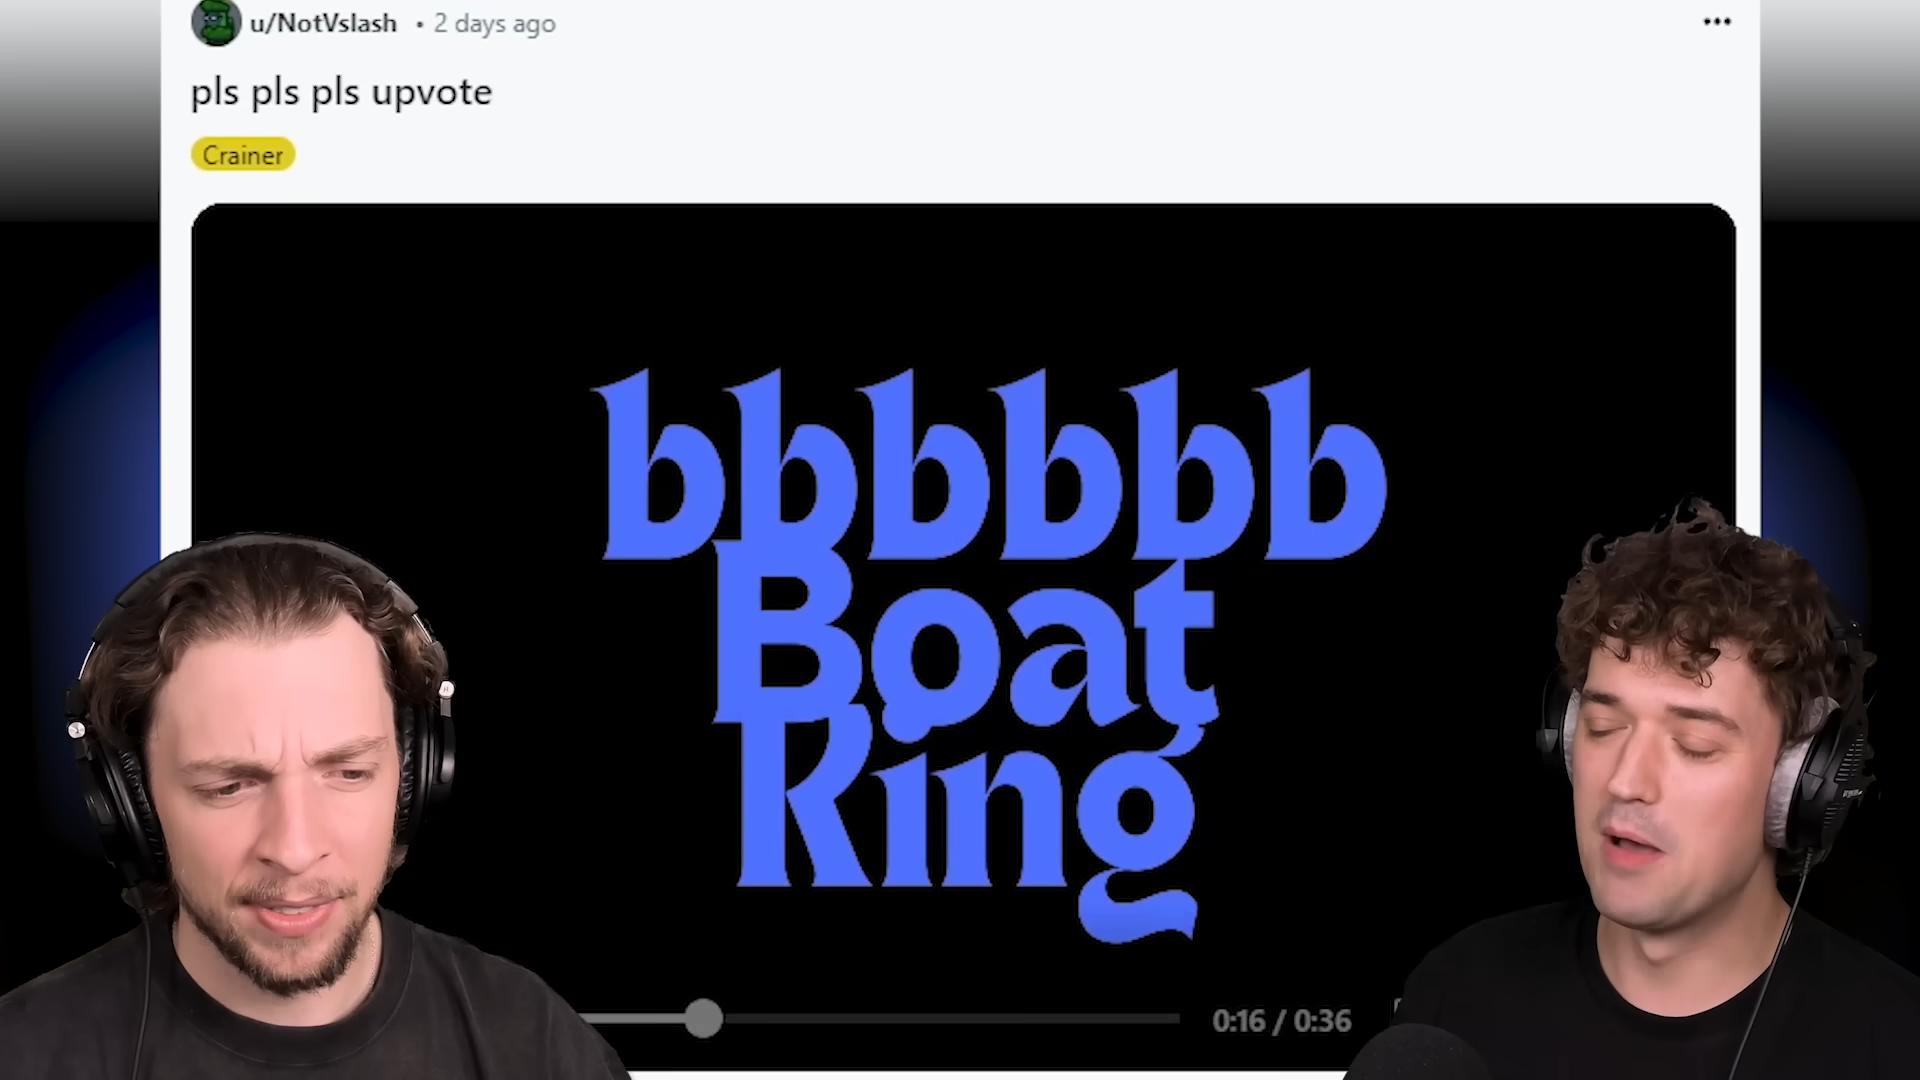 u/NotVslash • 2 days ago
pls pls pls upvote
Crainer
bbbbbb
Boat
Ring
0:16 / 0:36